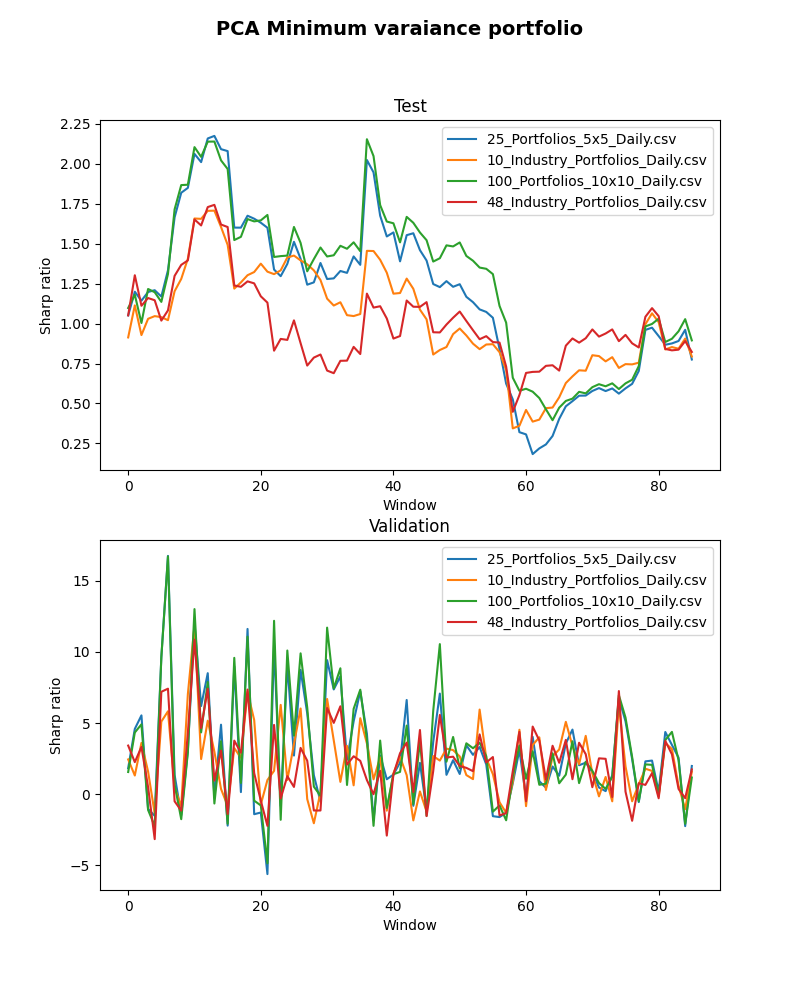 PCA Minimum varaiance portfolio
Test
2.25
2.00
1.75
1.50
1.25
1.00
0.75
0.50
0.25
Sharp ratio
25_Portfolios_5x5_Daily.csv
10_Industry_Portfolios_Daily.csv
100_Portfolios_10x10_Daily.csv
48_Industry_Portfolios_Daily.csv
0 20 40 60 80
Window
Validation
15
10
5
0
−5
Sharp ratio
25_Portfolios_5x5_Daily.csv
10_Industry_Portfolios_Daily.csv
100_Portfolios_10x10_Daily.csv
48_Industry_Portfolios_Daily.csv
0 20 40 60 80
Window